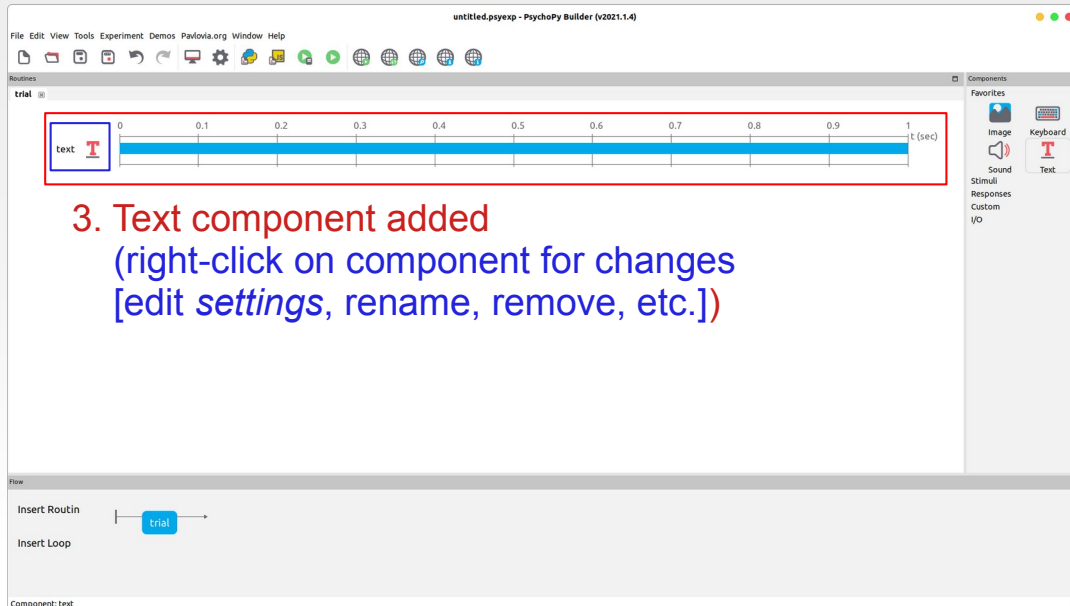 untitled.psyexp - PsychoPy Builder (v2021.1.4)
File Edit View Tools Experiment Demos Pavlovia.org Window Help
Routines
Components
trial
Favorites
0 0.1 0.2 0.3 0.4 0.5 0.6 0.7 0.8 0.9 1
t (sec)
text T
Image Keyboard
Sound Text
Stimuli
Responses
Custom
I/O
3. Text component added
(right-click on component for changes
[edit settings, rename, remove, etc.])
Flow
Insert Routin
trial
Insert Loop
Component: text